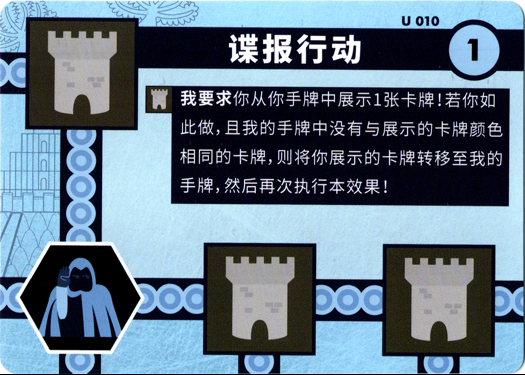 U 010
谍报行动
1
我要求你从你手牌中展示1张卡牌!若你如
此做,且我的手牌中没有与展示的卡牌颜色
相同的卡牌,则将你展示的卡牌转移至我的
手牌,然后再次执行本效果!